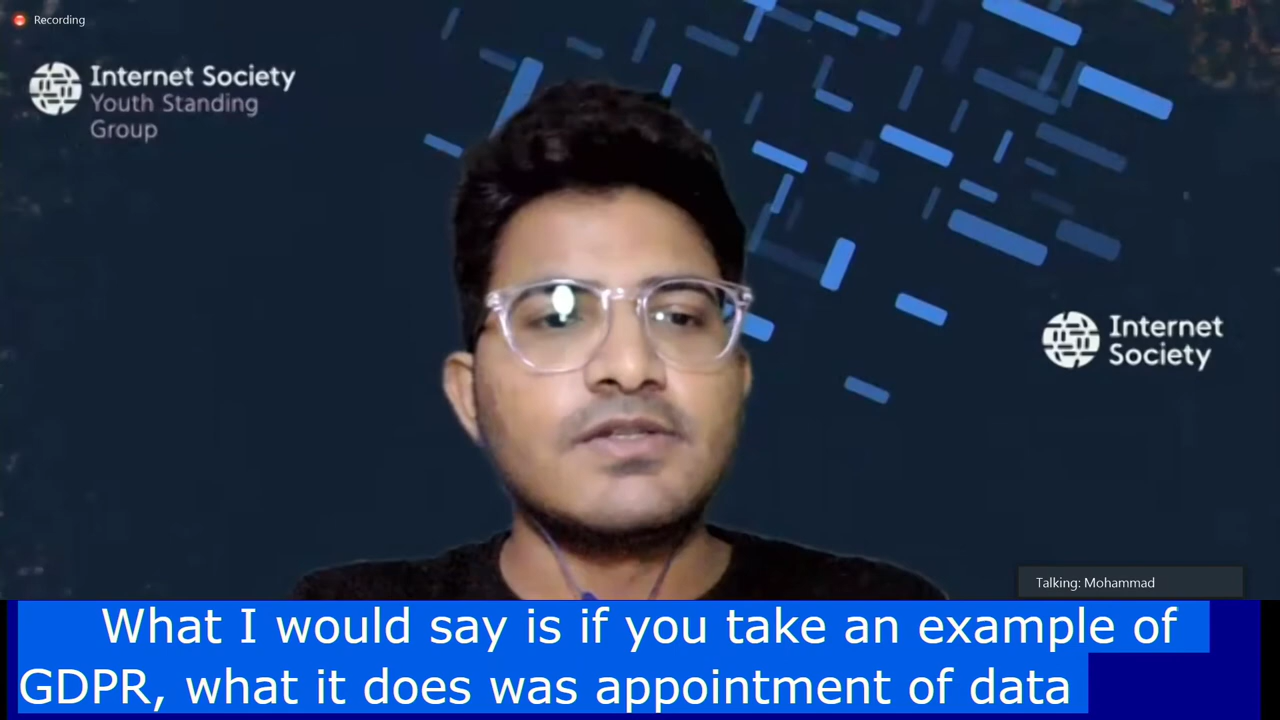 Recording
Internet Society
Youth Standing
Group
Internet
Society
Talking: Mohammad
What I would say is if you take an example of
GDPR, what it does was appointment of data